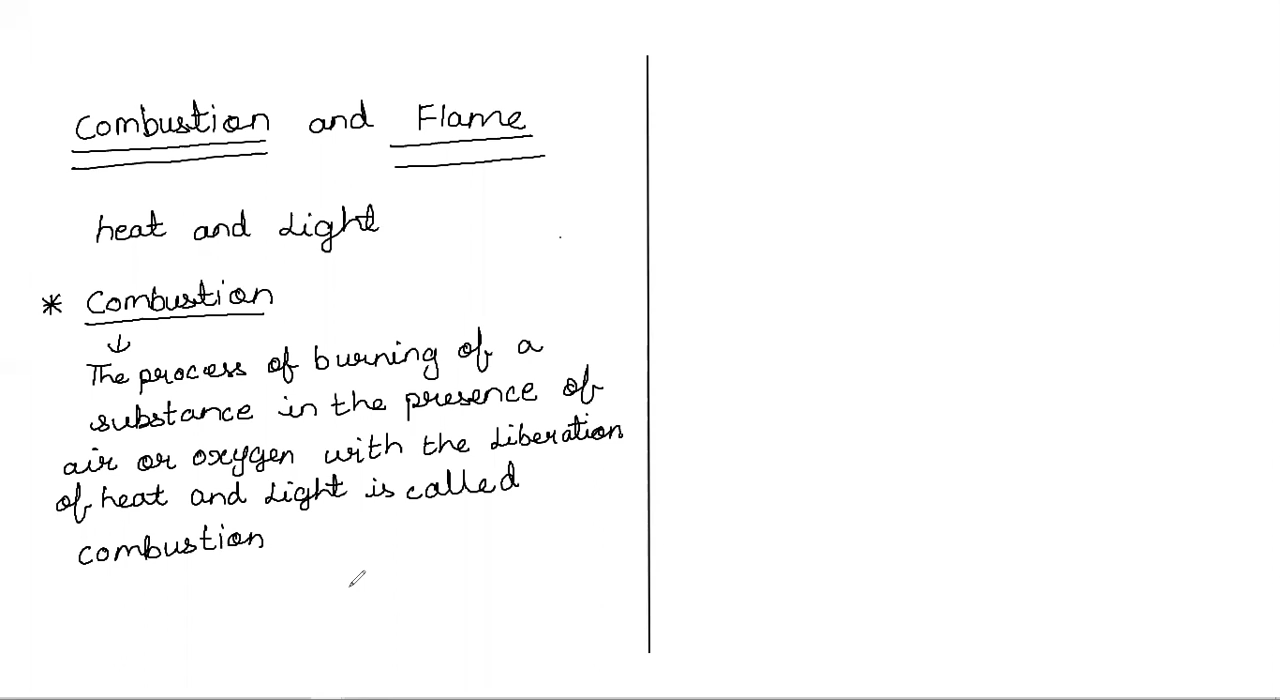 Combustion and Flame
heat and Light
* Combustion
↓
The process of burning of a
substance in the presence of
air or oxygen with the Liberation
of heat and Light is called
combustion